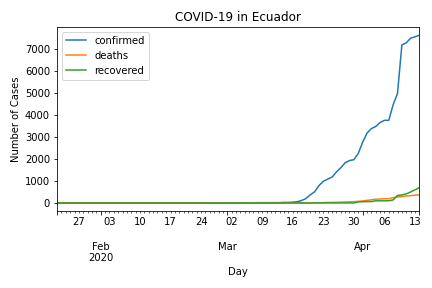 COVID-19 in Ecuador
confirmed
deaths
recovered
Number of Cases
7000
6000
5000
4000
3000
2000
1000
0
27 03 10 17 24 02 09 16 23 30 06 13
Feb Mar Apr
2020
Day